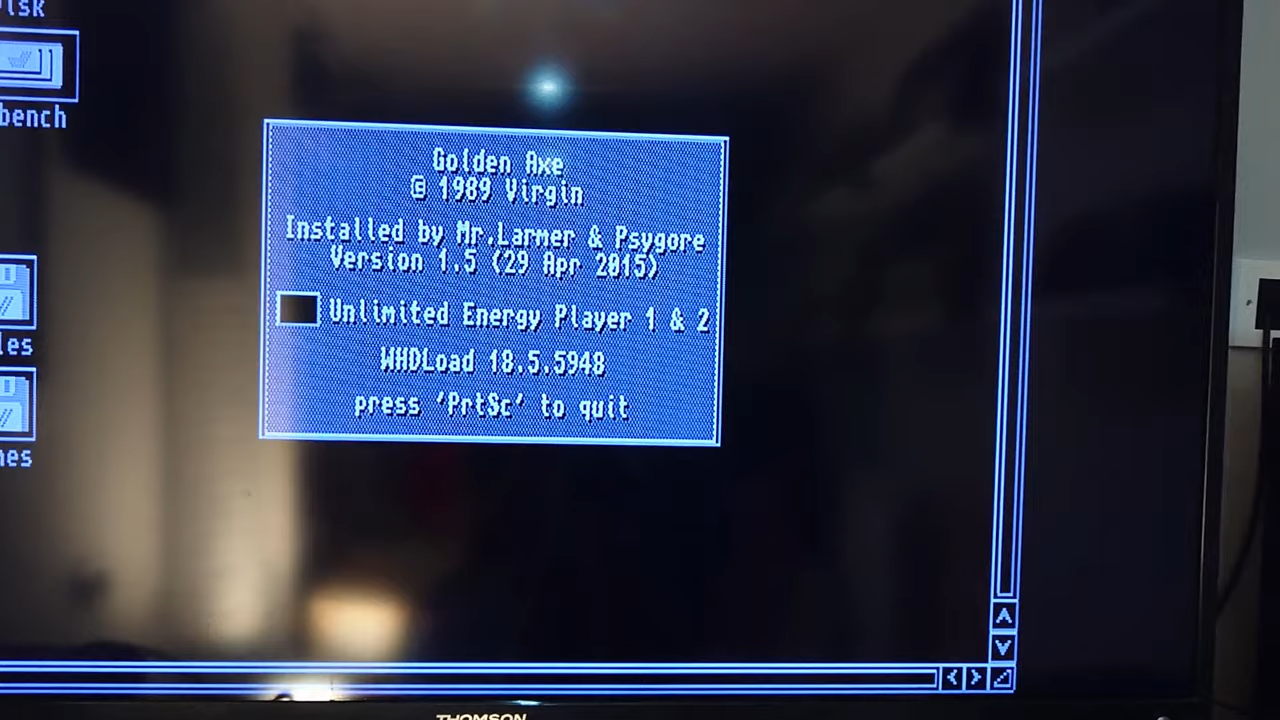 bench
Golden Axe
© 1989 Virgin
Installed by Mr.Larmer & Psygore
Version 1.5 (29 Apr 2015)
Unlimited Energy Player 1 & 2
WHDLoad 18.5.5948
press 'PrtSc' to quit
les
nes
THOMSON